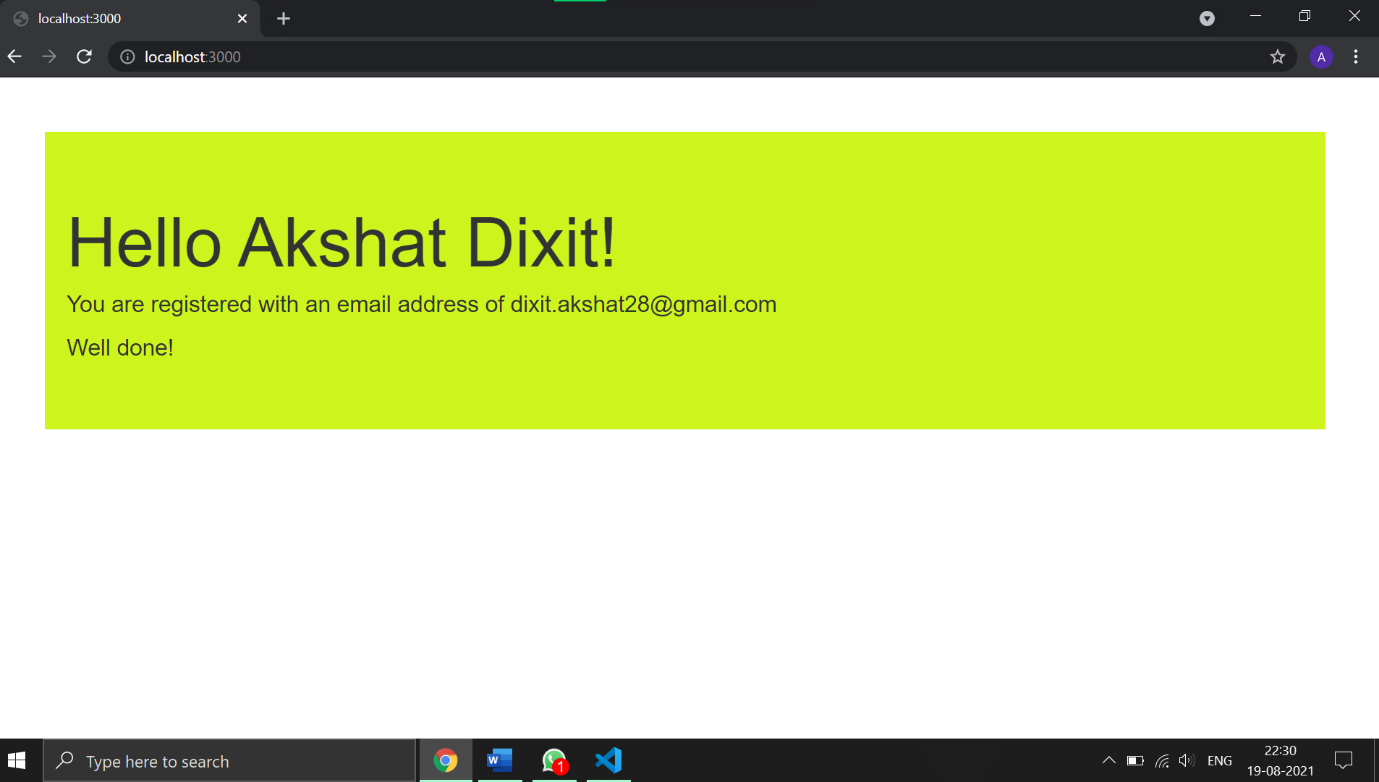 localhost:3000
localhost:3000
A
Hello Akshat Dixit!
You are registered with an email address of dixit.akshat28@gmail.com
Well done!
Type here to search
W
1
ENG
22:30
19-08-2021